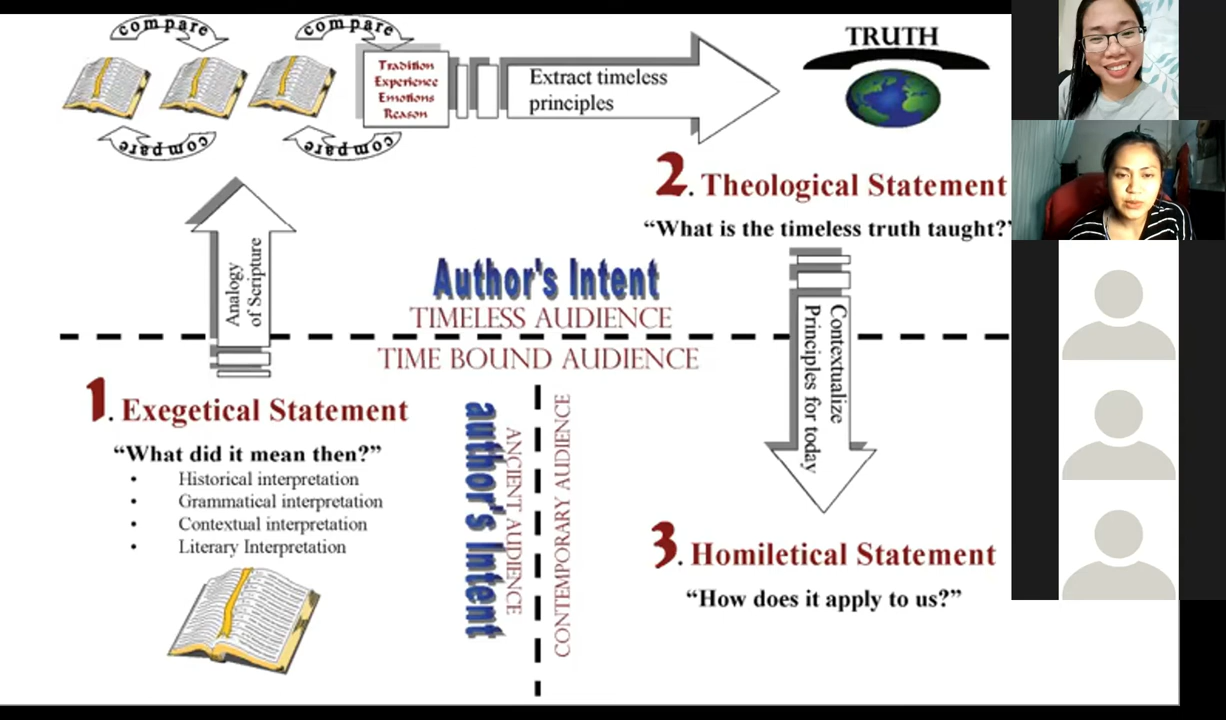 compare
compare
compare
compare
Tradition
Experience
Emotions
Reason
Extract timeless
principles
TRUTH
2. Theological Statement
“What is the timeless truth taught?”
Analogy
of Scripture
Author's Intent
TIMELESS AUDIENCE
TIME BOUND AUDIENCE
Contextualize
Principles for today
1. Exegetical Statement
“What did it mean then?”
• Historical interpretation
• Grammatical interpretation
• Contextual interpretation
• Literary Interpretation
author's Intent
ANCIENT AUDIENCE
CONTEMPORARY AUDIENCE
3. Homiletical Statement
“How does it apply to us?”